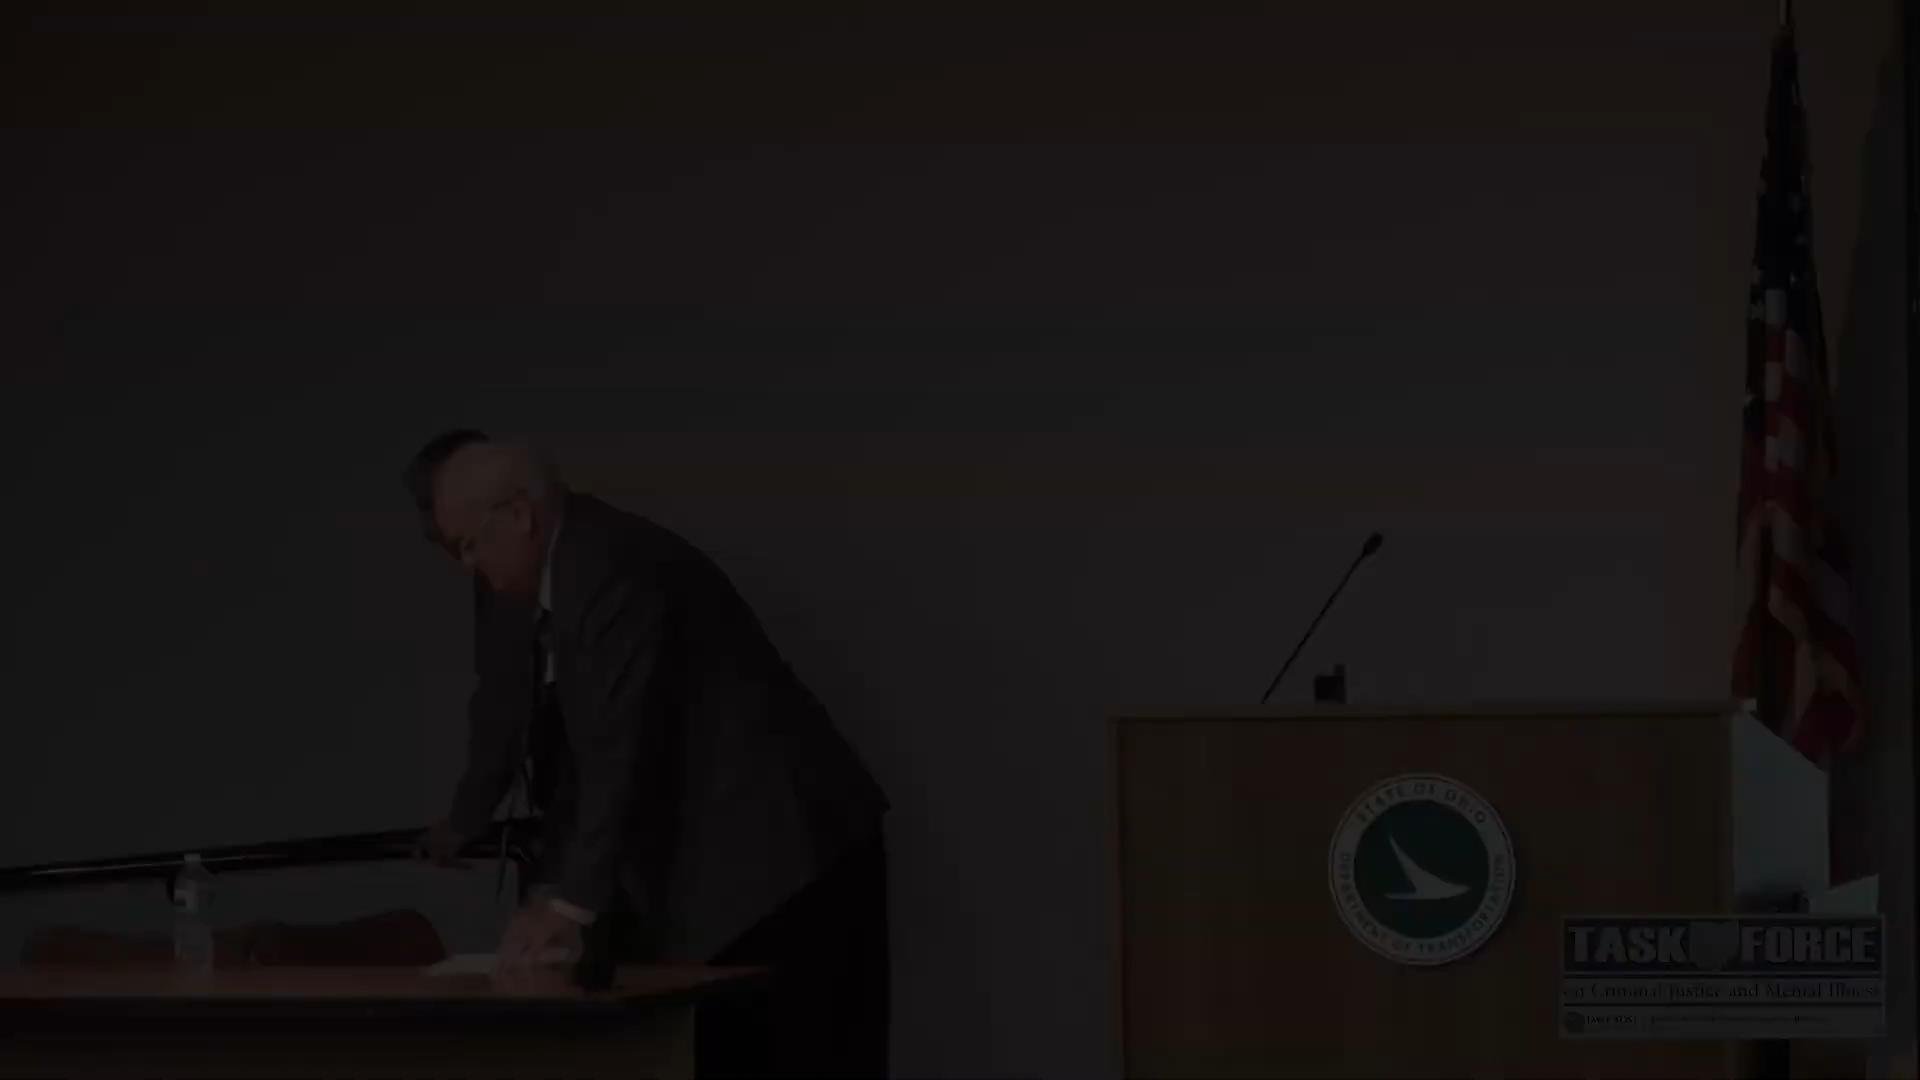 STATE OF OHIO
DEPARTMENT OF TRANSPORTATION
TASK FORCE
on Criminal Justice and Mental Illness